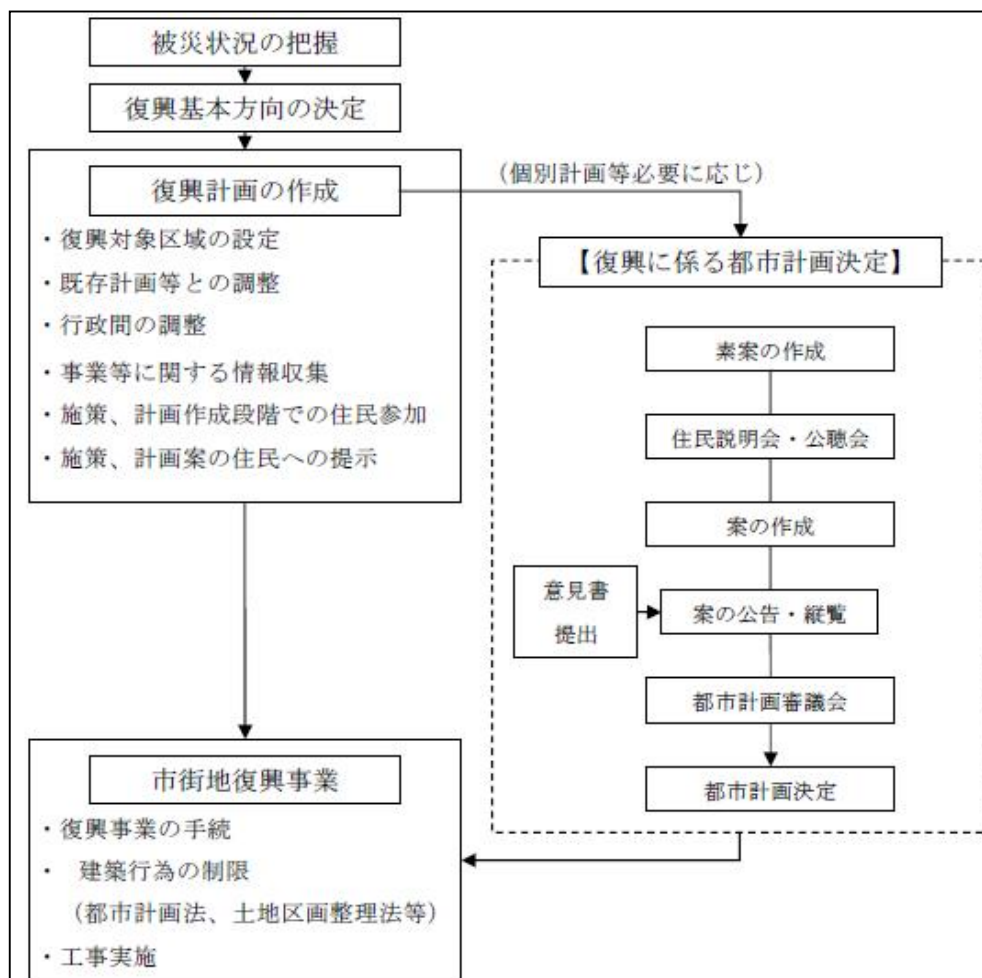 被災状況の把握
復興基本方向の決定
復興計画の作成
・復興対象区域の設定
・既存計画等との調整
・行政間の調整
・事業等に関する情報収集
・施策、計画作成段階での住民参加
・施策、計画案の住民への提示
（個別計画等必要に応じ）
【復興に係る都市計画決定】
素案の作成
住民説明会・公聴会
案の作成
意見書
提出
案の公告・縦覧
都市計画審議会
都市計画決定
市街地復興事業
・復興事業の手続
・ 建築行為の制限
（都市計画法、土地区画整理法等）
・工事実施